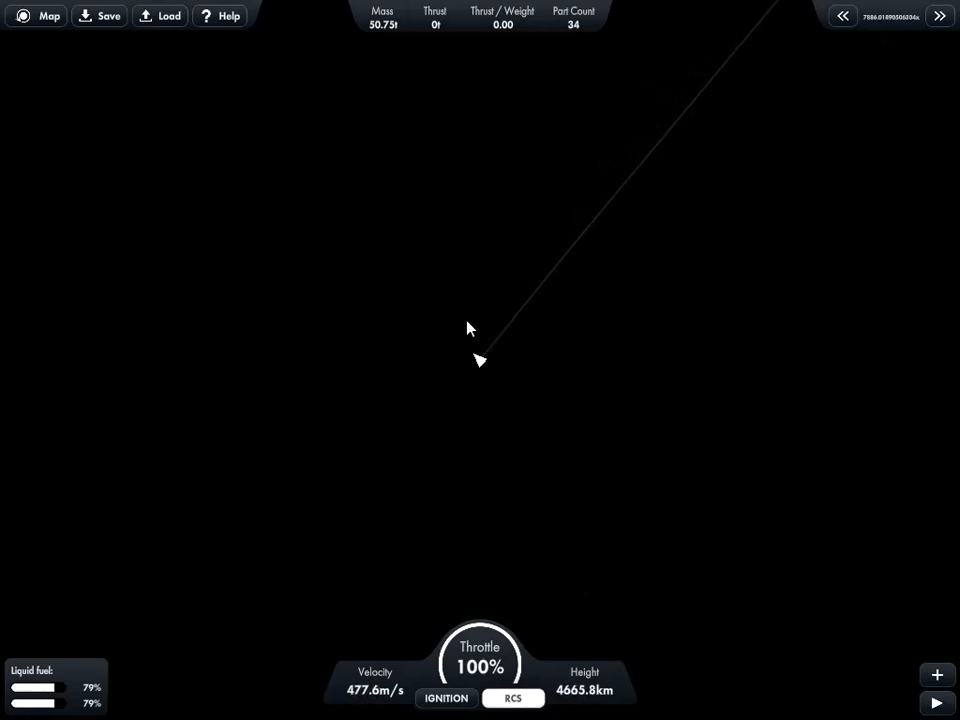 Map
Save
Load
Help
Mass
50.75t
Thrust
0t
Thrust / Weight
0.00
Part Count
34
Liquid fuel:
79%
79%
Velocity
477.6m/s
Throttle
100%
IGNITION
RCS
Height
4665.8km